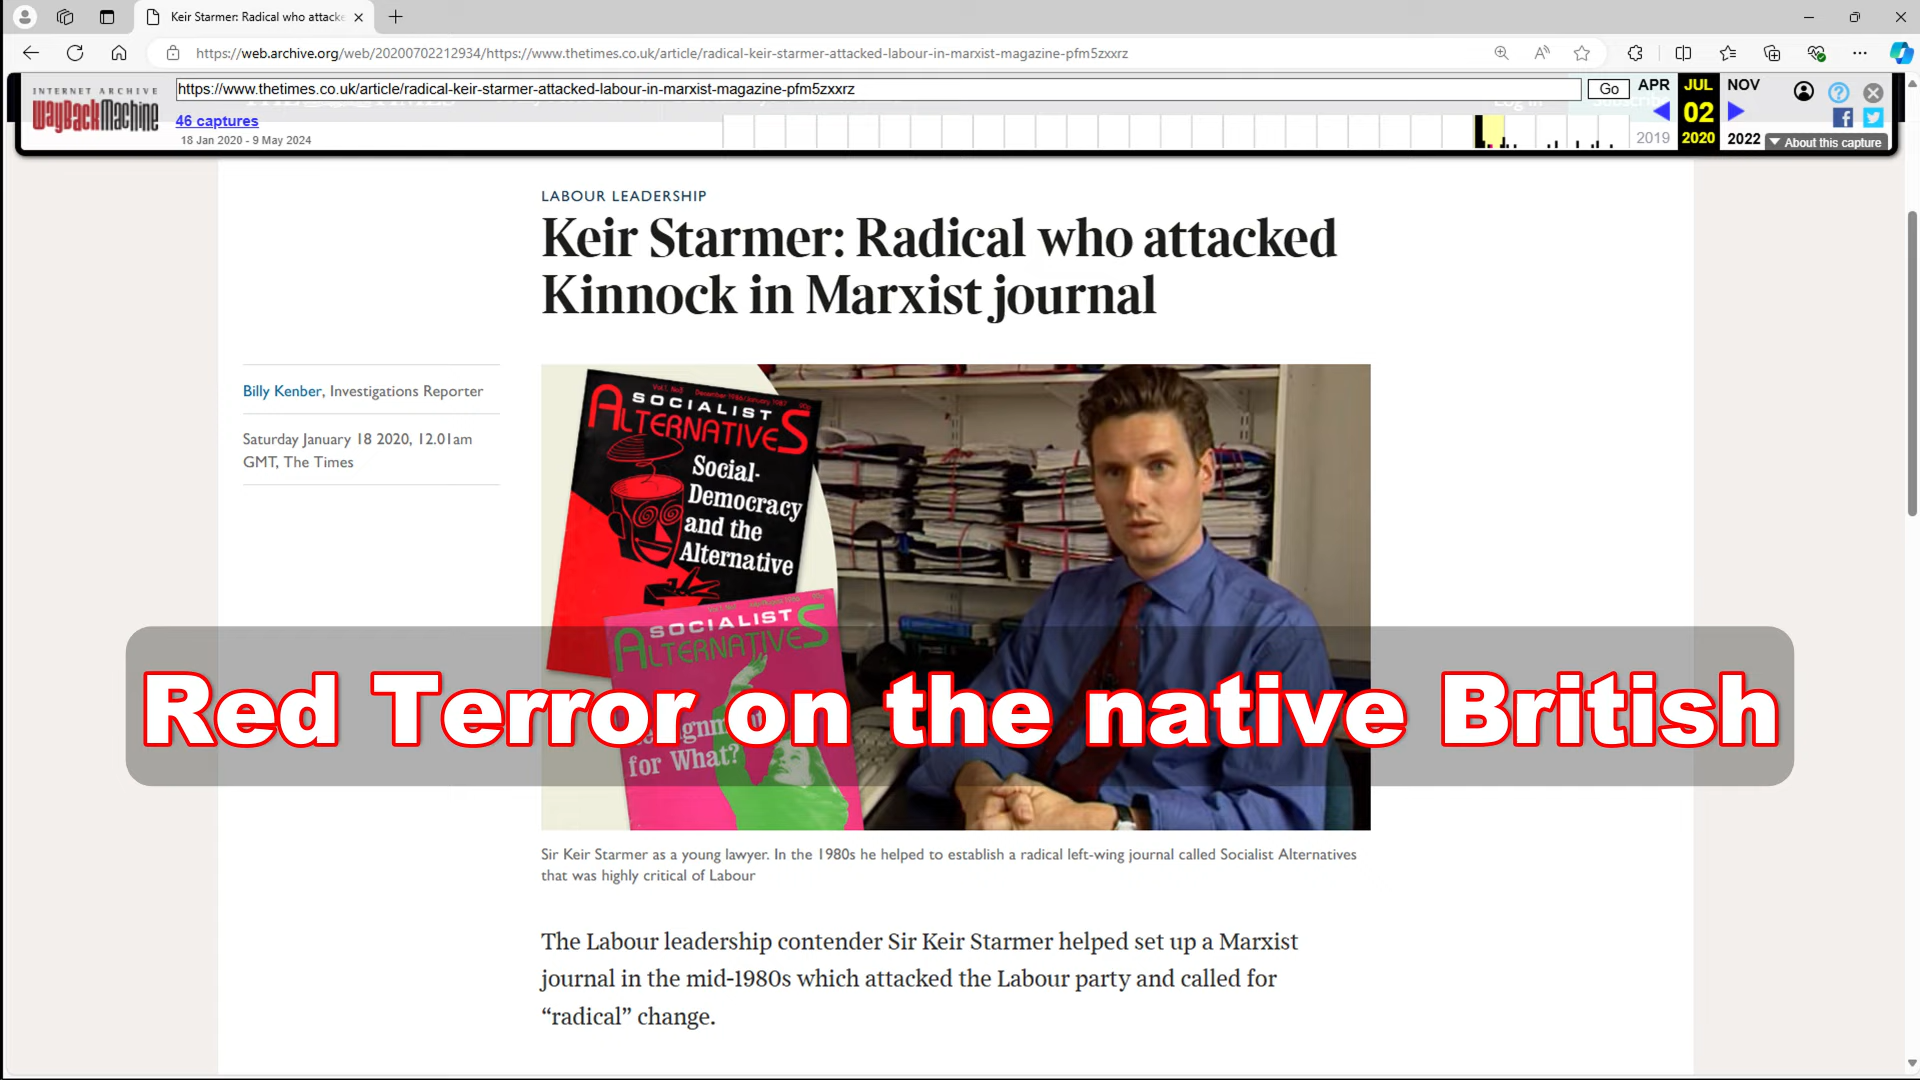 Keir Starmer: Radical who attacke
https://web.archive.org/web/20200702212934/https://www.thetimes.co.uk/article/radical-keir-starmer-attacked-labour-in-marxist-magazine-pfm5zxxrz
INTERNET ARCHIVE
WayBackMachine
https://www.thetimes.co.uk/article/radical-keir-starmer-attacked-labour-in-marxist-magazine-pfm5zxxrz
Go
APR JUL NOV
46 captures
02
18 Jan 2020 - 9 May 2024
2019 2020 2022
About this capture
LABOUR LEADERSHIP
Keir Starmer: Radical who attacked
Kinnock in Marxist journal
Billy Kenber, Investigations Reporter
Saturday January 18 2020, 12.01am
GMT, The Times
SOCIALIST
ALTERNATIVES
Social-
Democracy
and the
Alternative
SOCIALIST
ALTERNATIVES
for What?
Red Terror on the native British
Sir Keir Starmer as a young lawyer. In the 1980s he helped to establish a radical left-wing journal called Socialist Alternatives
that was highly critical of Labour
The Labour leadership contender Sir Keir Starmer helped set up a Marxist
journal in the mid-1980s which attacked the Labour party and called for
“radical” change.